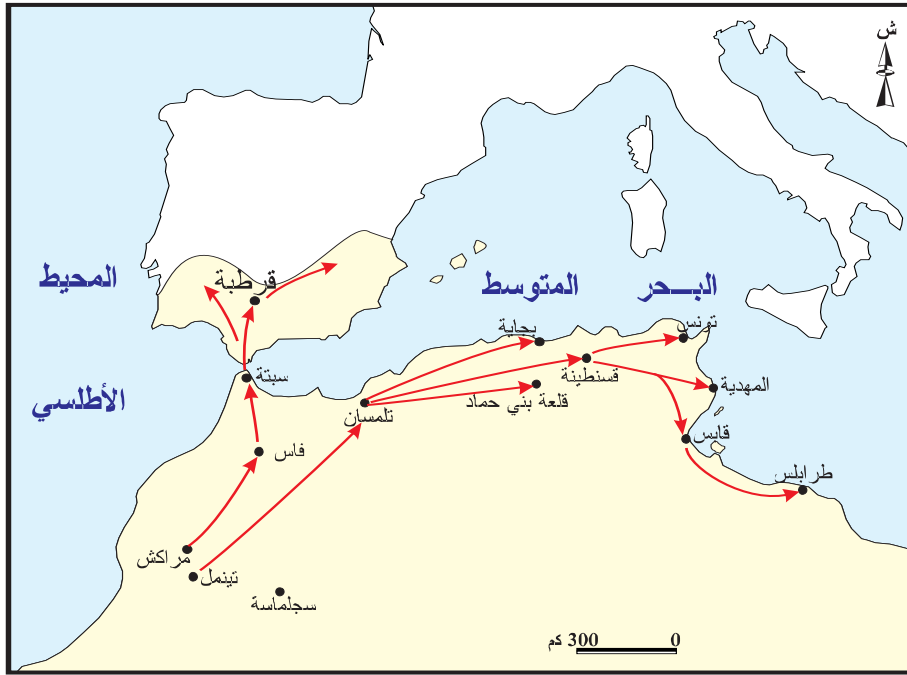 ش
المحيط
الأطلسي
البـــحر
المتوسط
قرطبة
سبتة
فاس
مراكش
تينمل
سجلماسة
تلمسان
بجاية
قلعة بني حماد
قسنطينة
تونس
المهدية
قابس
طرابلس
0
300 كم